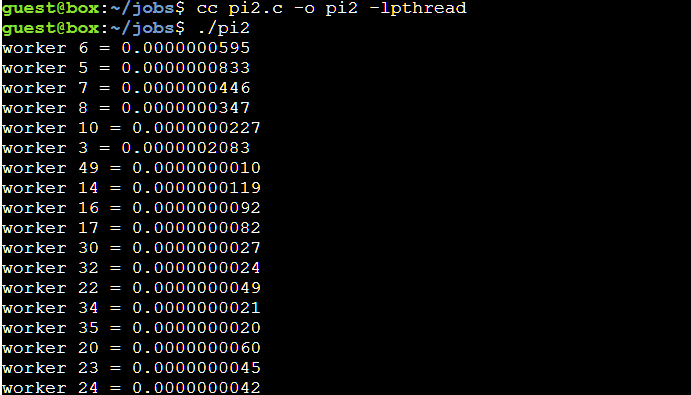 guest@box:~/jobs$ cc pi2.c -o pi2 -lpthread
guest@box:~/jobs$ ./pi2
worker 6 = 0.0000000595
worker 5 = 0.0000000833
worker 7 = 0.0000000446
worker 8 = 0.0000000347
worker 10 = 0.0000000227
worker 3 = 0.0000002083
worker 49 = 0.0000000010
worker 14 = 0.0000000119
worker 16 = 0.0000000092
worker 17 = 0.0000000082
worker 30 = 0.0000000027
worker 32 = 0.0000000024
worker 22 = 0.0000000049
worker 34 = 0.0000000021
worker 35 = 0.0000000020
worker 20 = 0.0000000060
worker 23 = 0.0000000045
worker 24 = 0.0000000042